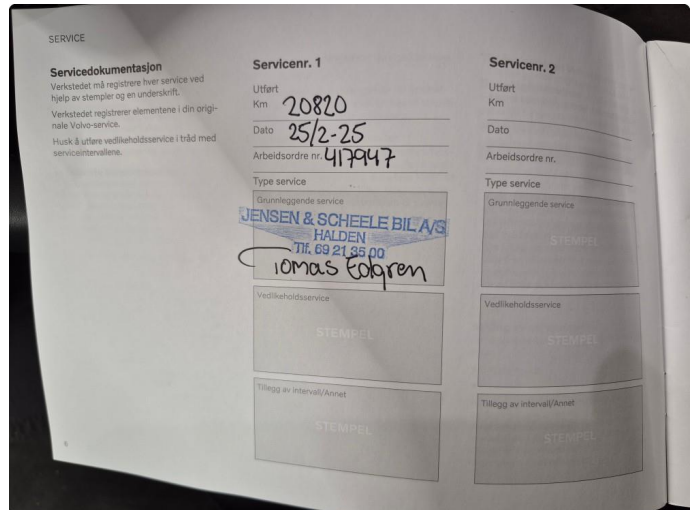 SERVICE
Servicedokumentasjon
Verkstedet må registrere hver service ved
hjelp av stempler og en underskrift.
Verkstedet registrerer elementene i din origi-
nale Volvo-service.
Husk å utføre vedlikeholdsservice i tråd med
serviceintervallene.
Servicenr. 1
Utført
Km 20820
Dato 25/2-25
Arbeidsordre nr. 417947
Type service
Grunnleggende service
JENSEN & SCHEELE BIL A/S
HALDEN
Tlf. 69 21 35 00
Tomas
Vedlikeholdsservice
STEMPEL
Tillegg av intervall/Annet
STEMPEL
Servicenr. 2
Utført
Km
Dato
Arbeidsordre nr.
Type service
Grunnleggende service
STEMPEL
Vedlikeholdsservice
STEMPEL
Tillegg av intervall/Annet
STEMPEL